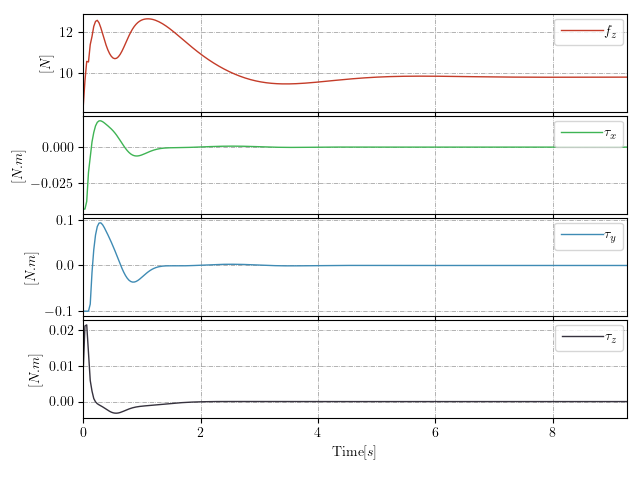 12
10
[N]
f_z
0.000
−0.025
[N.m]
τ_x
0.1
0.0
−0.1
[N.m]
τ_y
0.02
0.01
0.00
[N.m]
τ_z
0 2 4 6 8
Time[s]